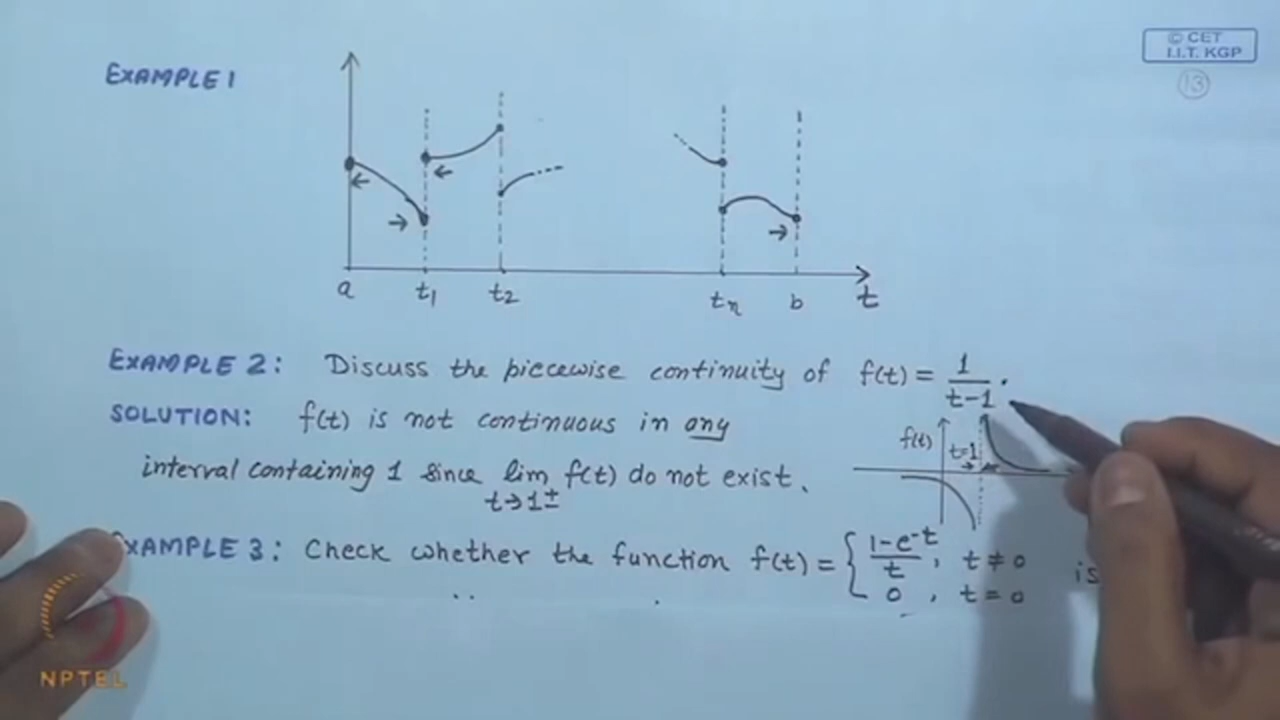 © CET
I.I.T. KGP
13
EXAMPLE 1
a t1 t2 tn b t
EXAMPLE 2: Discuss the piecewise continuity of f(t) = 1/(t-1).
SOLUTION: f(t) is not continuous in any
f(t) t=1
interval containing 1 since lim f(t) do not exist.
t→1±
EXAMPLE 3: Check whether the function f(t) = { (1-e^-t)/t, t ≠ 0 is
0, t = 0
NPTEL